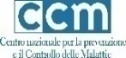 ccm
Centro nazionale per la prevenzione
e il Controllo delle Malattie